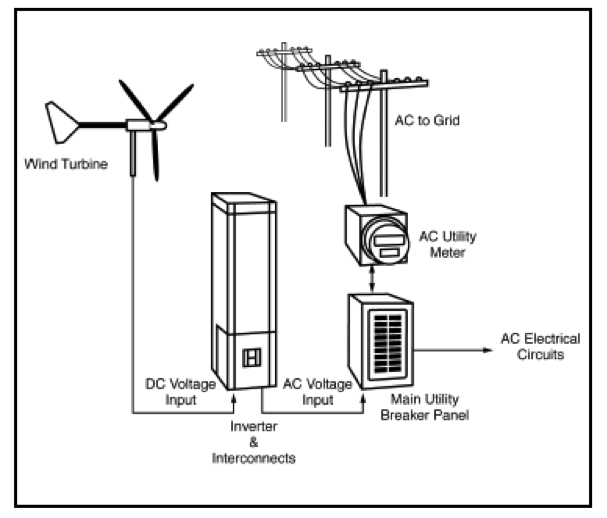 AC to Grid
Wind Turbine
AC Utility
Meter
AC Electrical
Circuits
DC Voltage
Input
AC Voltage
Input
Main Utility
Breaker Panel
Inverter
&
Interconnects